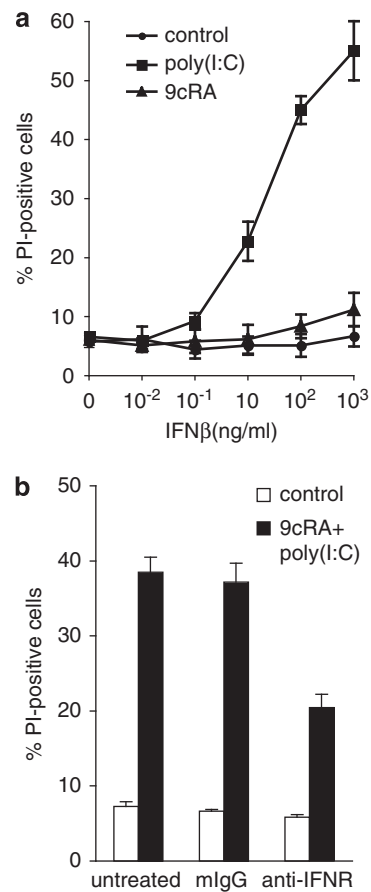 a
control
poly(I:C)
9cRA
% PI-positive cells
60
50
40
30
20
10
0
0 10⁻² 10⁻¹ 10 10² 10³
IFNβ(ng/ml)
b
control
9cRA+
poly(I:C)
% PI-positive cells
50
40
30
20
10
0
untreated mIgG anti-IFNR